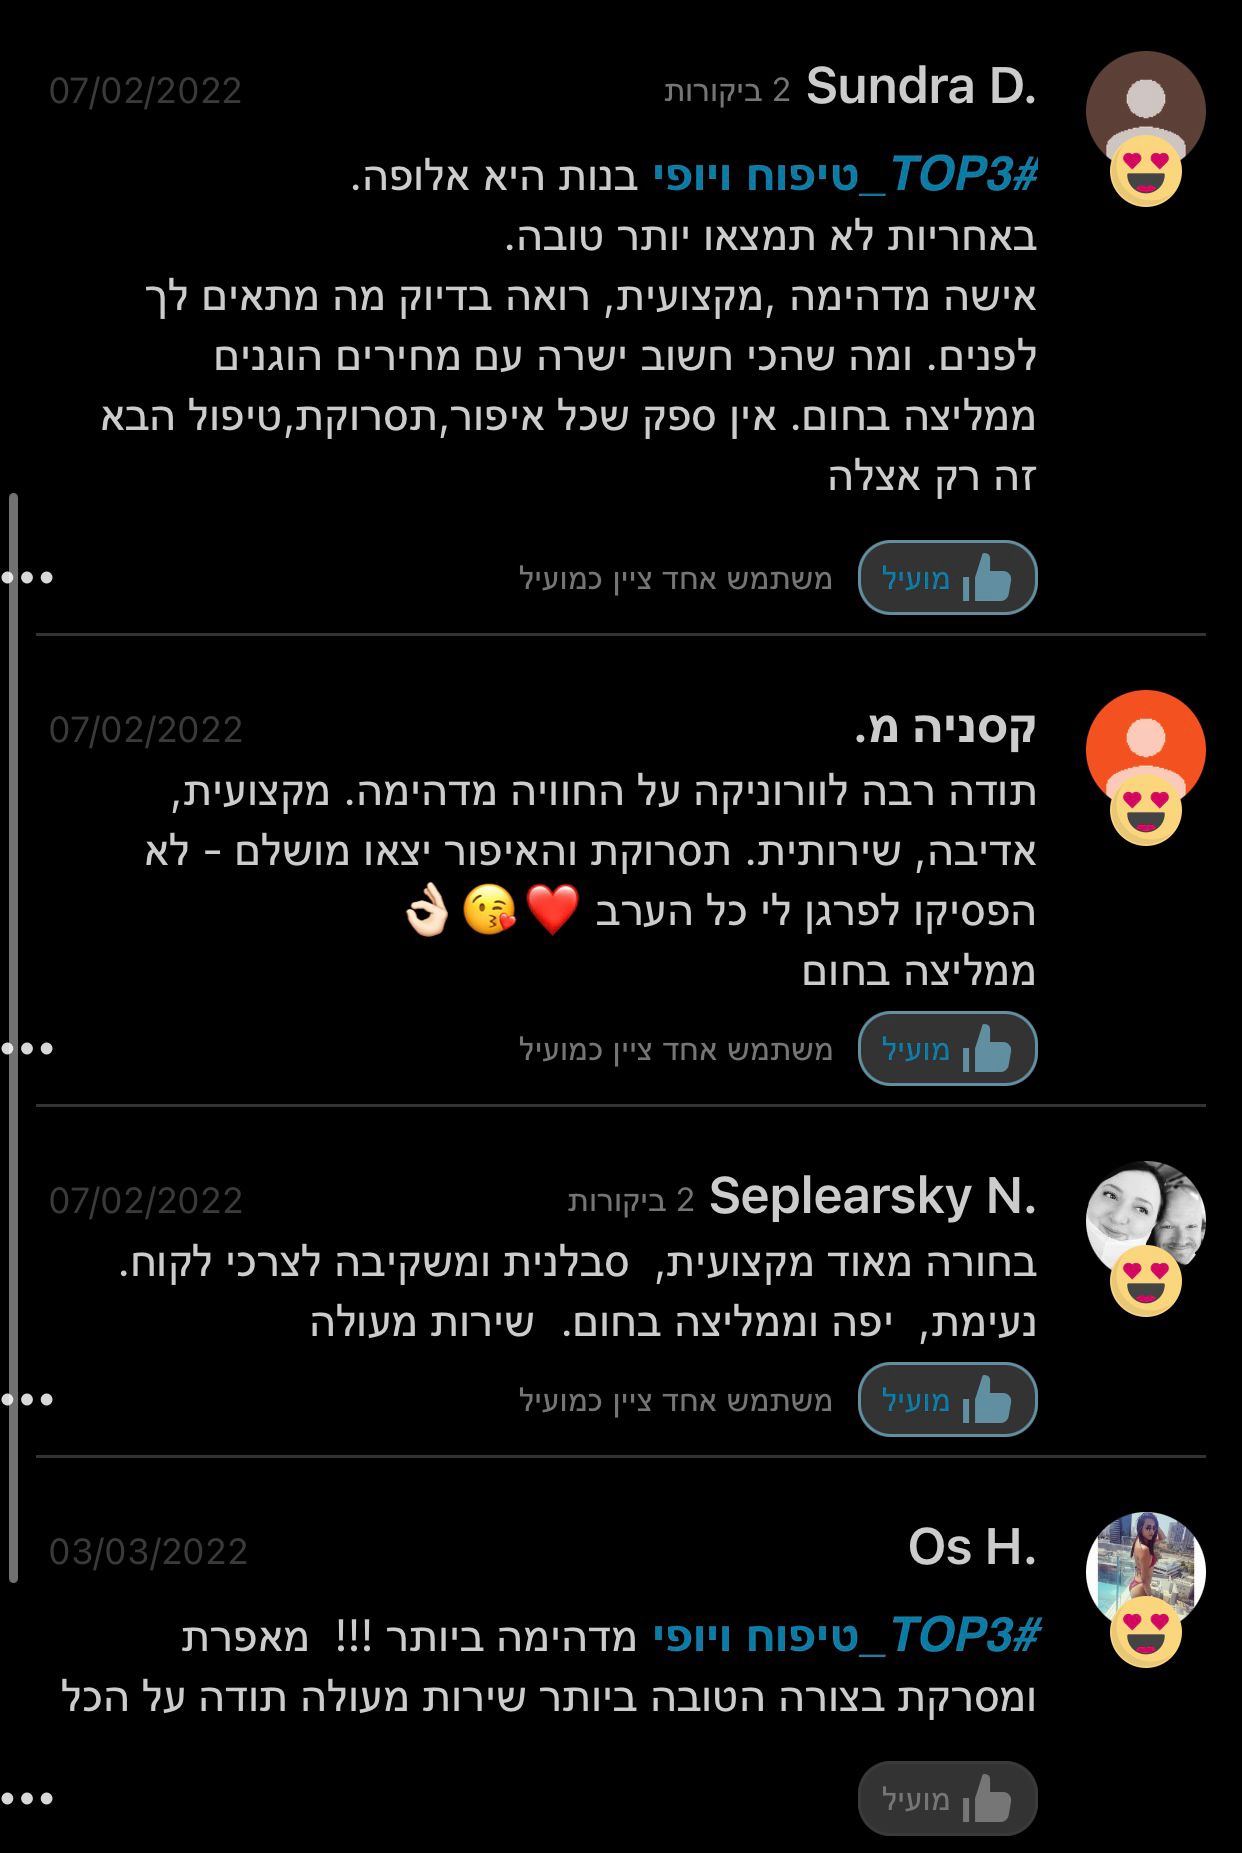 Sundra D. 2 ביקורות 07/02/2022
#TOP3_טיפוח ויופי בנות היא אלופה.
באחריות לא תמצאו יותר טובה.
אישה מדהימה ,מקצועית, רואה בדיוק מה מתאים לך
לפנים. ומה שהכי חשוב ישרה עם מחירים הוגנים
ממליצה בחום. אין ספק שכל איפור,תסרוקת,טיפול הבא
זה רק אצלה
מועיל משתמש אחד ציין כמועיל
קסניה מ. 07/02/2022
תודה רבה לוורוניקה על החוויה מדהימה. מקצועית,
אדיבה, שירותית. תסרוקת והאיפור יצאו מושלם - לא
הפסיקו לפרגן לי כל הערב ❤️😘👌🏻
ממליצה בחום
מועיל משתמש אחד ציין כמועיל
Seplearsky N. 2 ביקורות 07/02/2022
בחורה מאוד מקצועית,  סבלנית ומשקיבה לצרכי לקוח.
נעימת,  יפה וממליצה בחום.  שירות מעולה
מועיל משתמש אחד ציין כמועיל
Os H. 03/03/2022
#TOP3_טיפוח ויופי מדהימה ביותר !!!  מאפרת
ומסרקת בצורה הטובה ביותר שירות מעולה תודה על הכל
מועיל